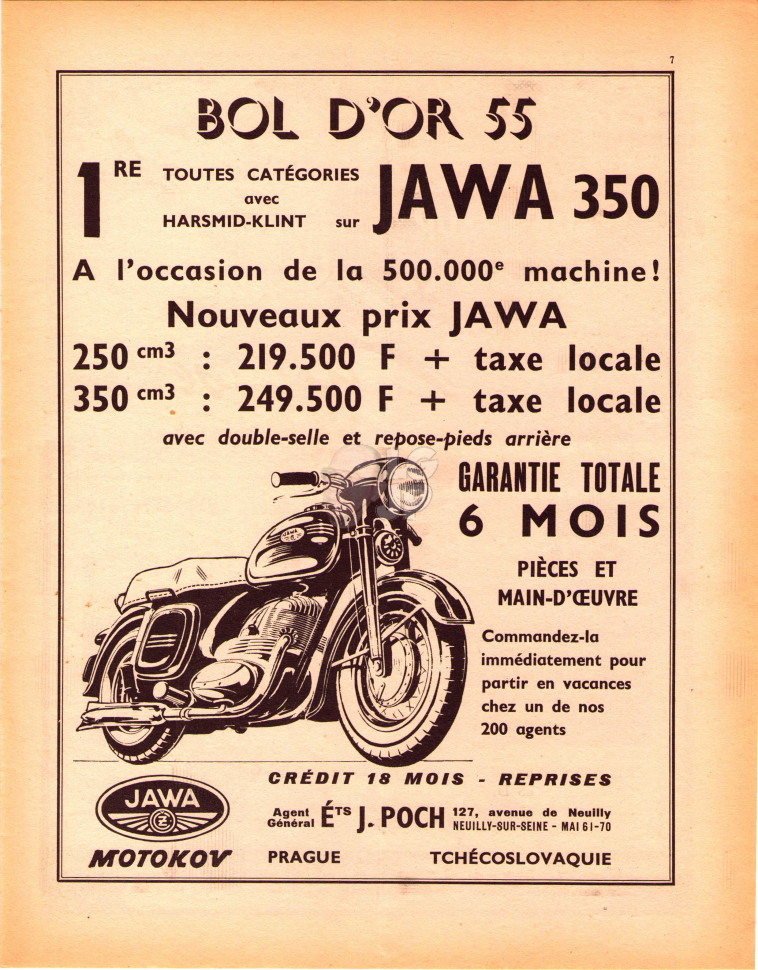 7
BOL D'OR 55
1RE TOUTES CATÉGORIES
avec
HARSMID-KLINT sur
JAWA 350
A l'occasion de la 500.000e machine!
Nouveaux prix JAWA
250 cm3 : 219.500 F + taxe locale
350 cm3 : 249.500 F + taxe locale
avec double-selle et repose-pieds arrière
GARANTIE TOTALE
6 MOIS
PIÈCES ET
MAIN-D'ŒUVRE
Commandez-la
immédiatement pour
partir en vacances
chez un de nos
200 agents
JAWA
CRÉDIT 18 MOIS - REPRISES
JAWA
CZ
Agent
Général
ÉTS J. POCH
127, avenue de Neuilly
NEUILLY-SUR-SEINE - MAI 61-70
MOTOKOV PRAGUE TCHÉCOSLOVAQUIE